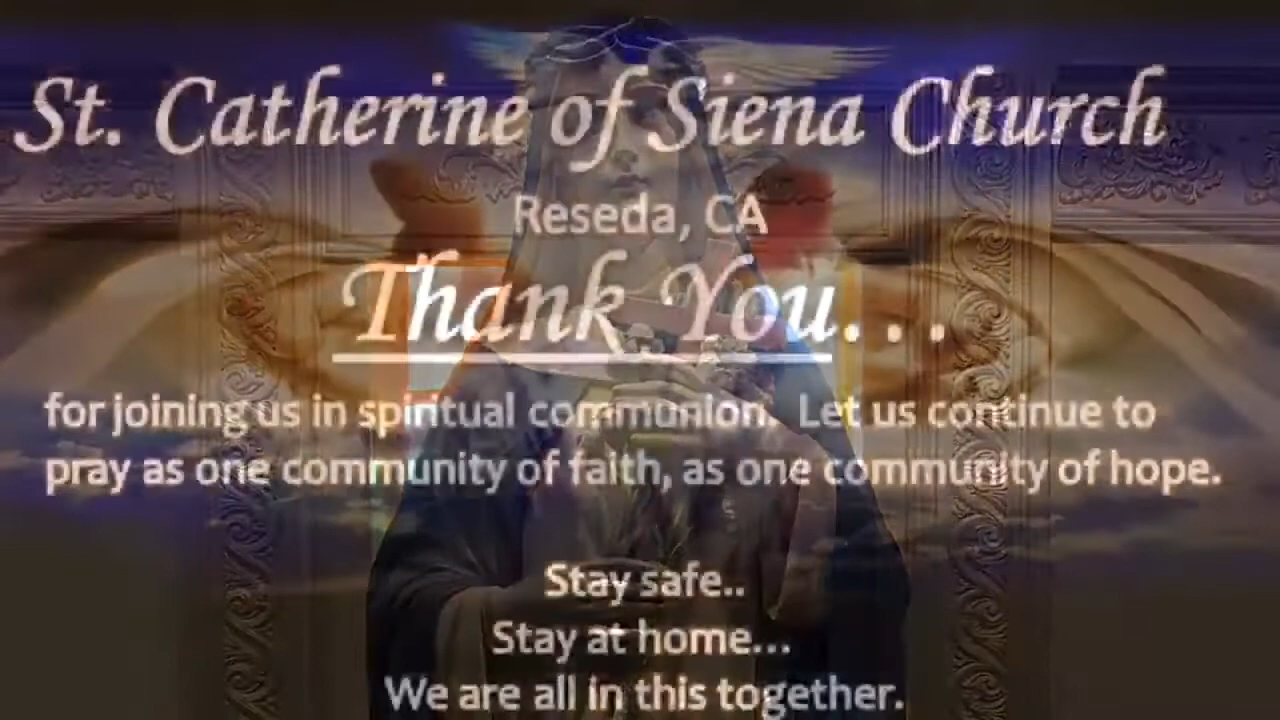 St. Catherine of Siena Church
Reseda, CA
Thank You...
for joining us in spiritual communion. Let us continue to
pray as one community of faith, as one community of hope.
Stay safe..
Stay at home...
We are all in this together.